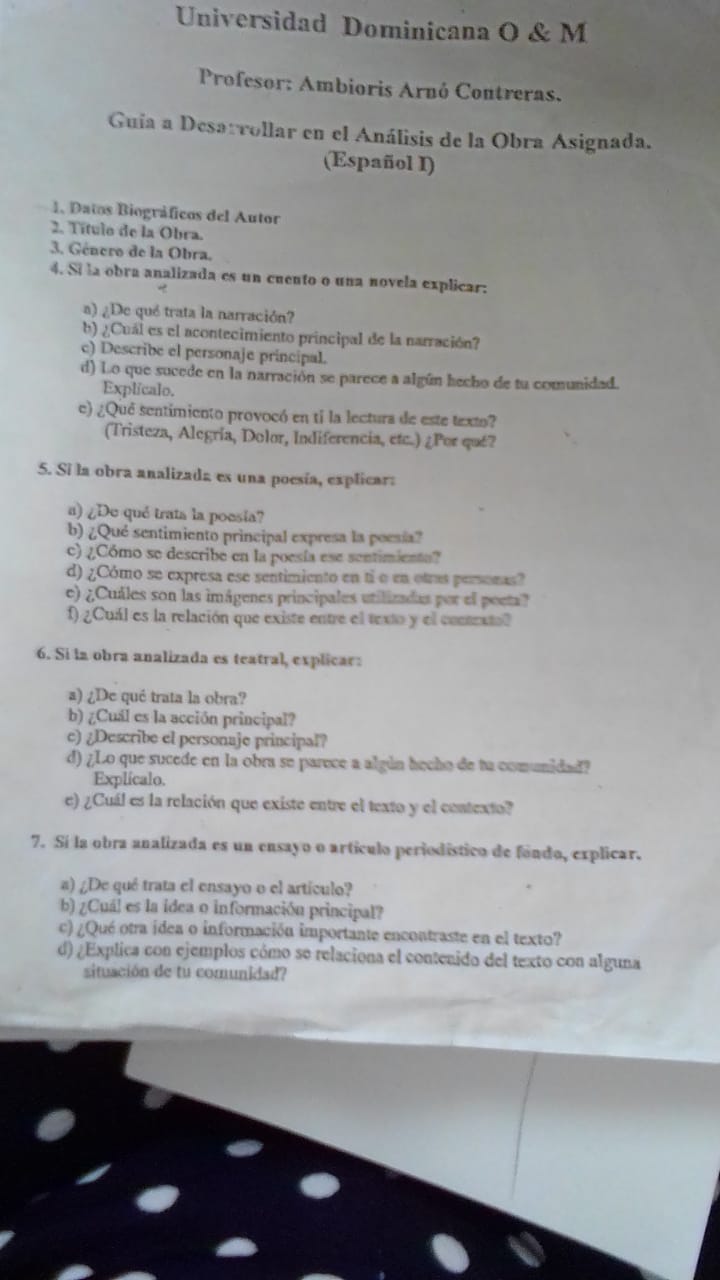 Universidad Dominicana O & M
Profesor: Ambioris Arnó Contreras.
Guia a Desarrollar en el Análisis de la Obra Asignada.
(Español I)
1. Datos Biográficos del Autor
2. Titulo de la Obra.
3. Género de la Obra.
4. Si la obra analizada es un cuento o una novela explicar:
a) ¿De qué trata la narración?
b) ¿Cuál es el acontecimiento principal de la narración?
c) Describe el personaje principal.
d) Lo que sucede en la narración se parece a algún hecho de tu comunidad.
Explícalo.
e) ¿Qué sentimiento provocó en ti la lectura de este texto?
(Tristeza, Alegría, Dolor, Indiferencia, etc.) ¿Por qué?
5. Si la obra analizada es una poesía, explicar:
a) ¿De qué trata la poesía?
b) ¿Qué sentimiento principal expresa la poesía?
c) ¿Cómo se describe en la poesía ese sentimiento?
d) ¿Cómo se expresa ese sentimiento en ti o en otras personas?
e) ¿Cuáles son las imágenes principales utilizadas por el poeta?
f) ¿Cuál es la relación que existe entre el texto y el contexto?
6. Si la obra analizada es teatral, explicar:
a) ¿De qué trata la obra?
b) ¿Cuál es la acción principal?
c) ¿Describe el personaje principal?
d) ¿Lo que sucede en la obra se parece a algún hecho de tu comunidad?
Explícalo.
e) ¿Cuál es la relación que existe entre el texto y el contexto?
7. Si la obra analizada es un ensayo o artículo periodístico de fondo, explicar.
a) ¿De qué trata el ensayo o el artículo?
b) ¿Cuál es la idea o información principal?
c) ¿Qué otra idea o información importante encontraste en el texto?
d) ¿Explica con ejemplos cómo se relaciona el contenido del texto con alguna
situación de tu comunidad?